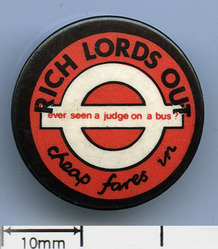 RICH LORDS OUT
ever seen a judge on a bus?
cheap fares in
10mm